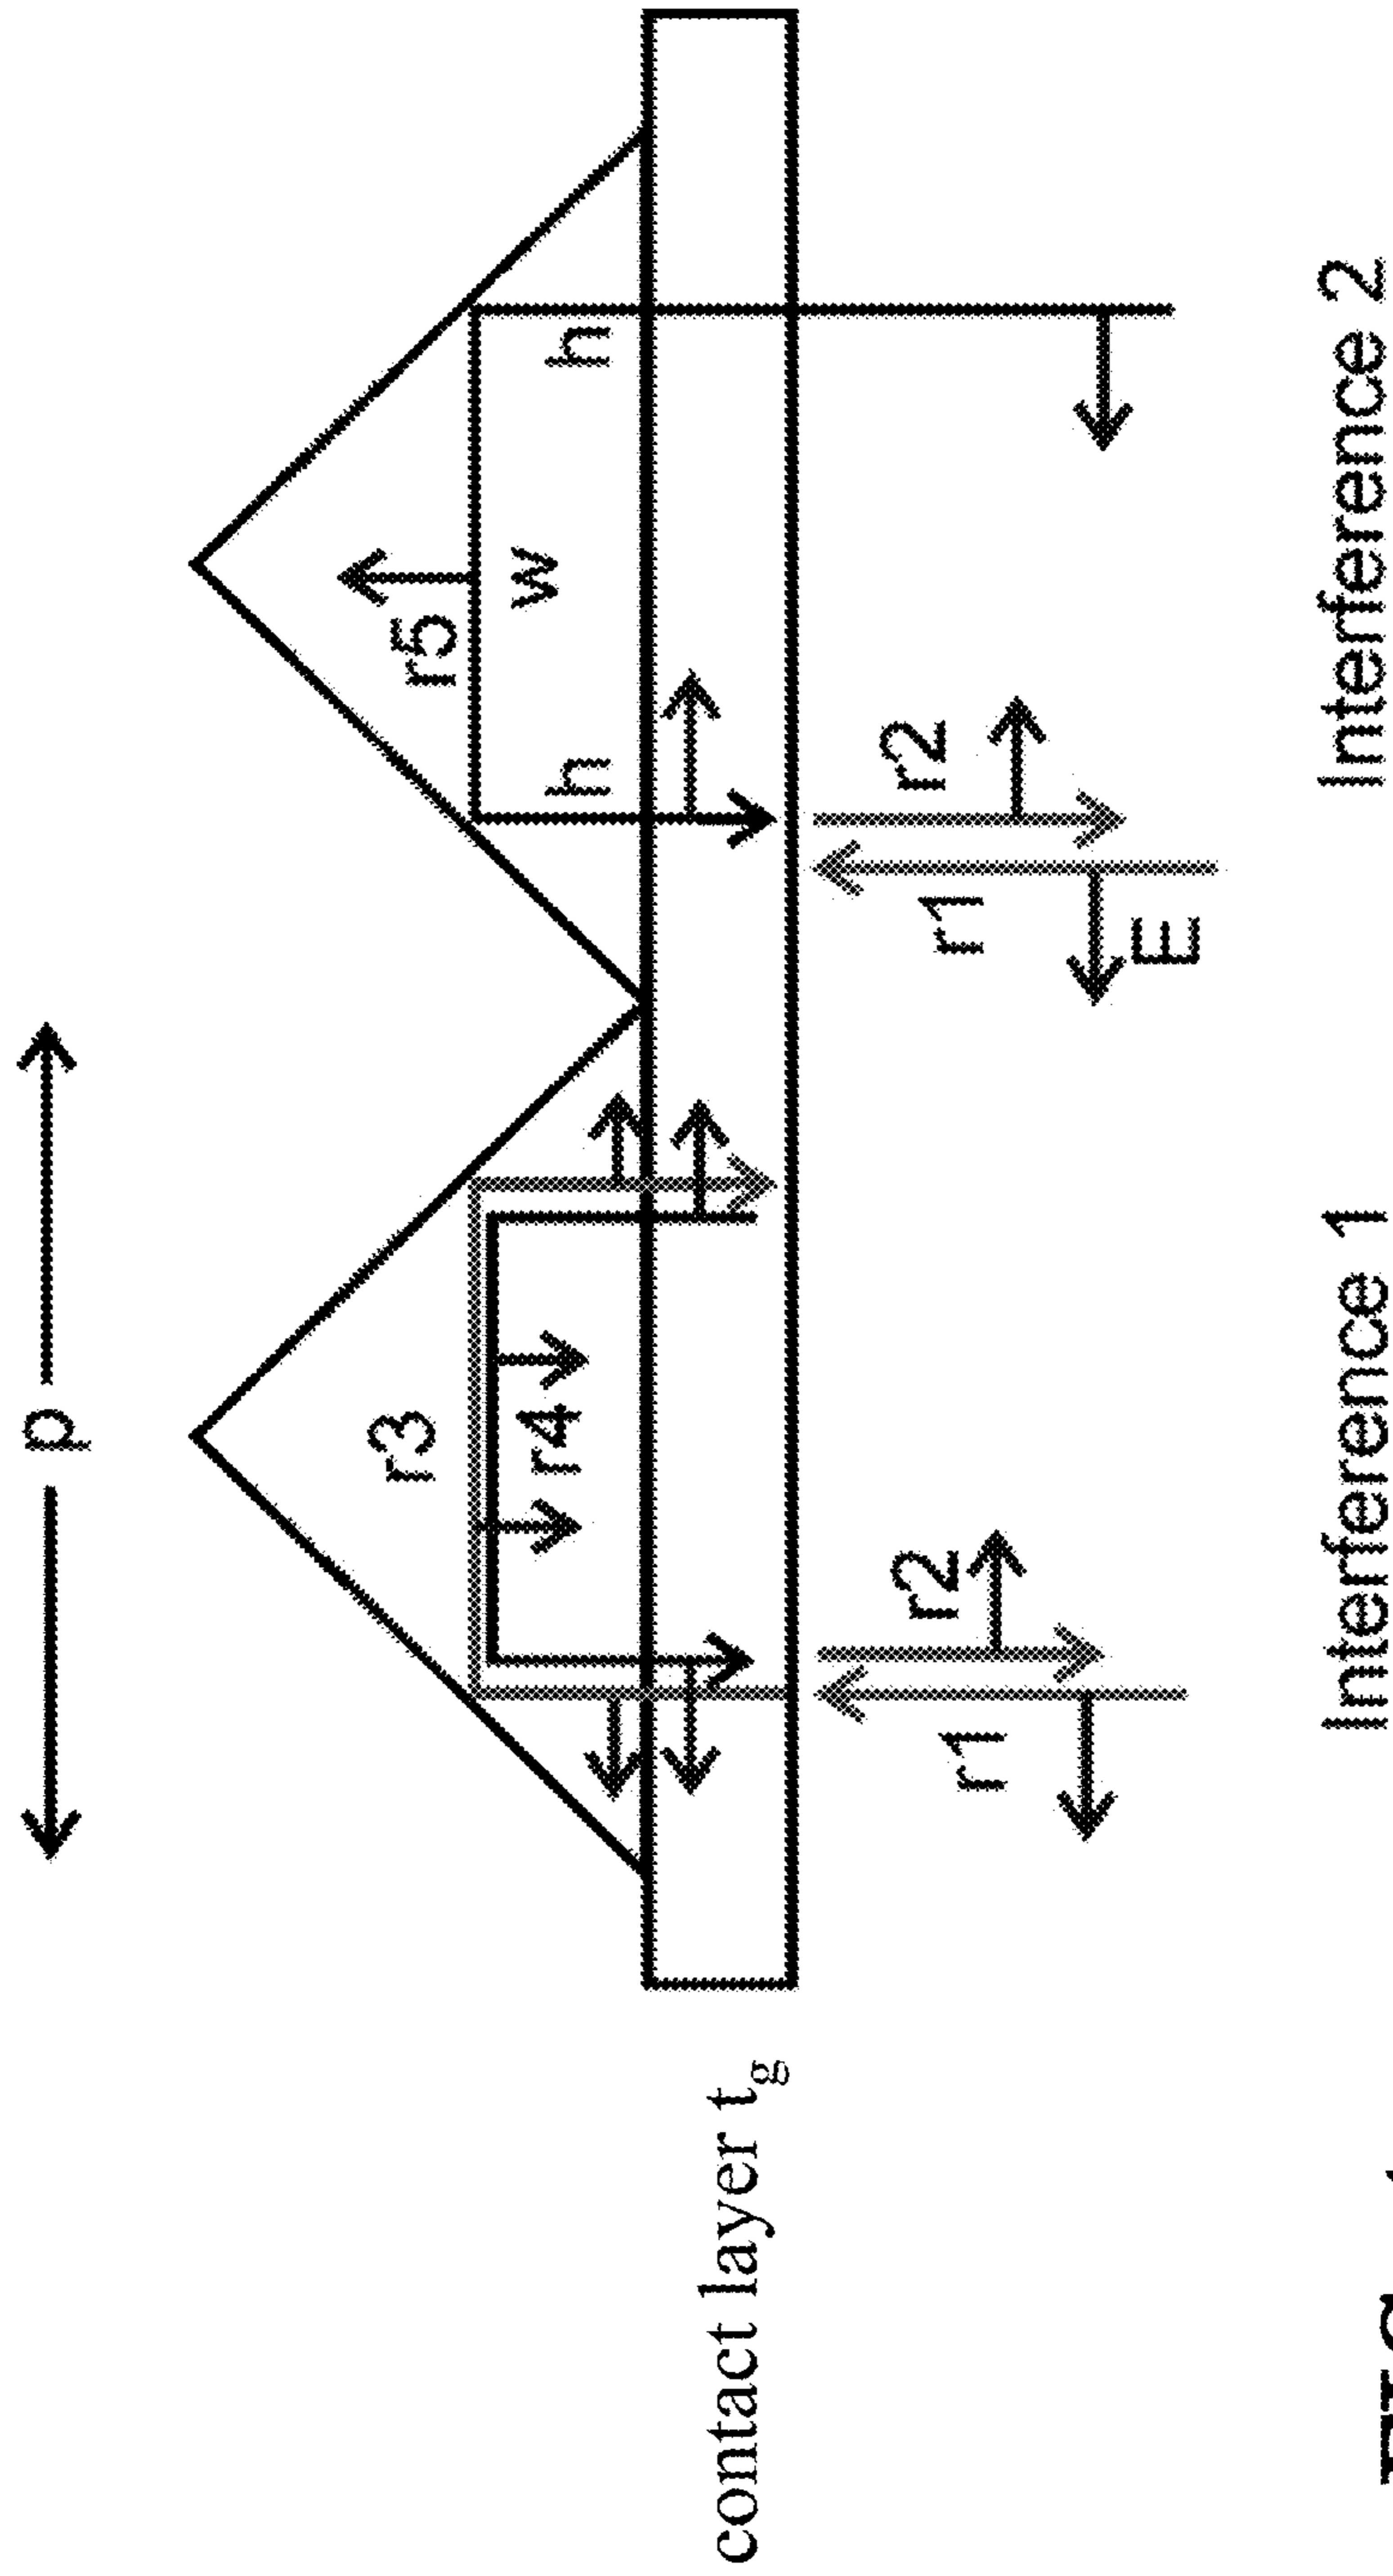 p
r3
r5
r4
h
w
h
contact layer t_g
r1
r2
r1
r2
E
Interference 1
Interference 2